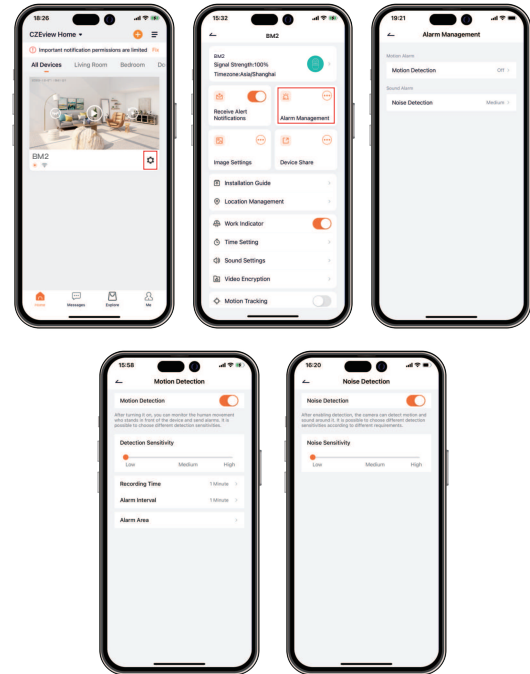 18:26
CZEview Home
Important notification permissions are limited
All Devices Living Room Bedroom Do
BM2
Home Messages Explore Me
15:32
BM2
BM2
Signal Strength:100%
Timezone:Asia/Shanghai
Receive Alert
Notifications
Alarm Management
Image Settings
Device Share
Installation Guide
Location Management
Work Indicator
Time Setting
Sound Settings
Video Encryption
Motion Tracking
19:21
Alarm Management
Motion Alarm
Motion Detection Off
Sound Alarm
Noise Detection Medium
15:58
Motion Detection
Motion Detection
After turning it on, you can monitor the human movement
who stands in front of the device and send alarms. It is
possible to choose different detection sensitivities.
Detection Sensitivity
Low Medium High
Recording Time 1 Minute
Alarm Interval 1 Minute
Alarm Area
16:20
Noise Detection
Noise Detection
After enabling detection, the camera can detect motion and
sound around it. It is possible to choose different detection
sensitivities according to different requirements.
Noise Sensitivity
Low Medium High